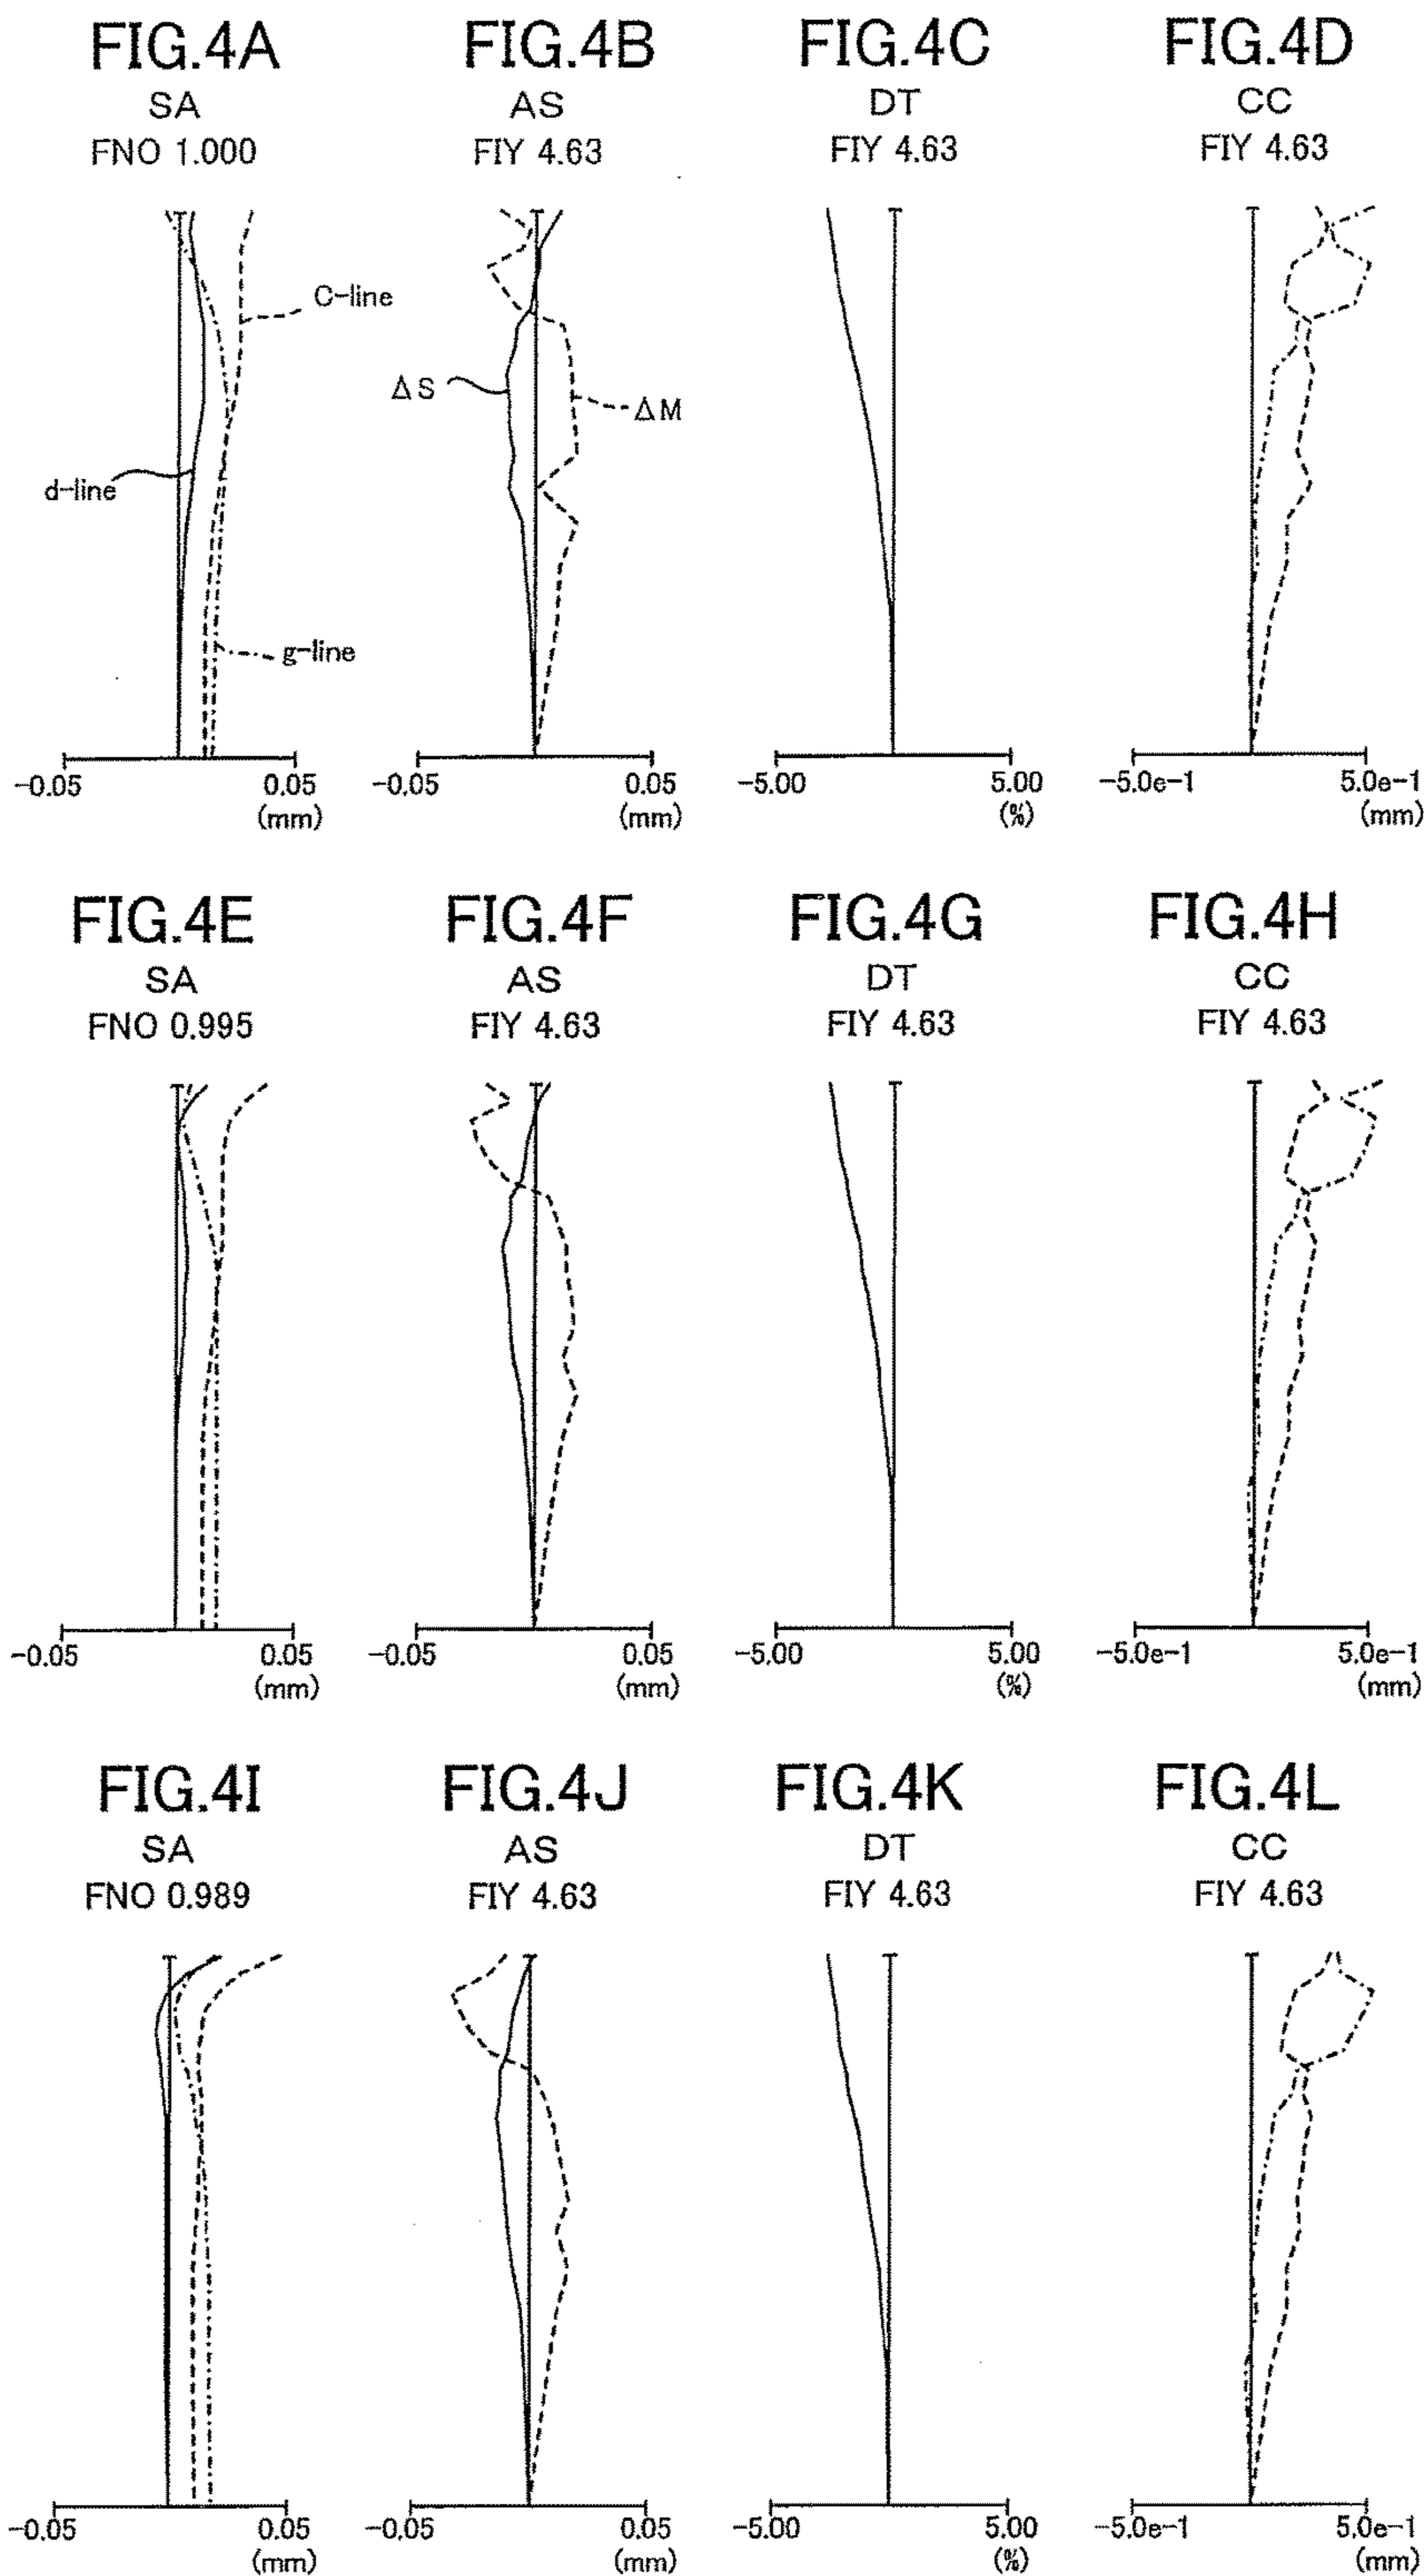 FIG.4A
SA
FNO 1.000
FIG.4B
AS
FIY 4.63
FIG.4C
DT
FIY 4.63
FIG.4D
CC
FIY 4.63
C-line
d-line
g-line
-0.05
0.05
(mm)
ΔS
ΔM
-0.05
0.05
(mm)
-5.00
5.00
(%)
-5.0e-1
5.0e-1
(mm)
FIG.4E
SA
FNO 0.995
FIG.4F
AS
FIY 4.63
FIG.4G
DT
FIY 4.63
FIG.4H
CC
FIY 4.63
-0.05
0.05
(mm)
-0.05
0.05
(mm)
-5.00
5.00
(%)
-5.0e-1
5.0e-1
(mm)
FIG.4I
SA
FNO 0.989
FIG.4J
AS
FIY 4.63
FIG.4K
DT
FIY 4.63
FIG.4L
CC
FIY 4.63
-0.05
0.05
(mm)
-0.05
0.05
(mm)
-5.00
5.00
(%)
-5.0e-1
5.0e-1
(mm)